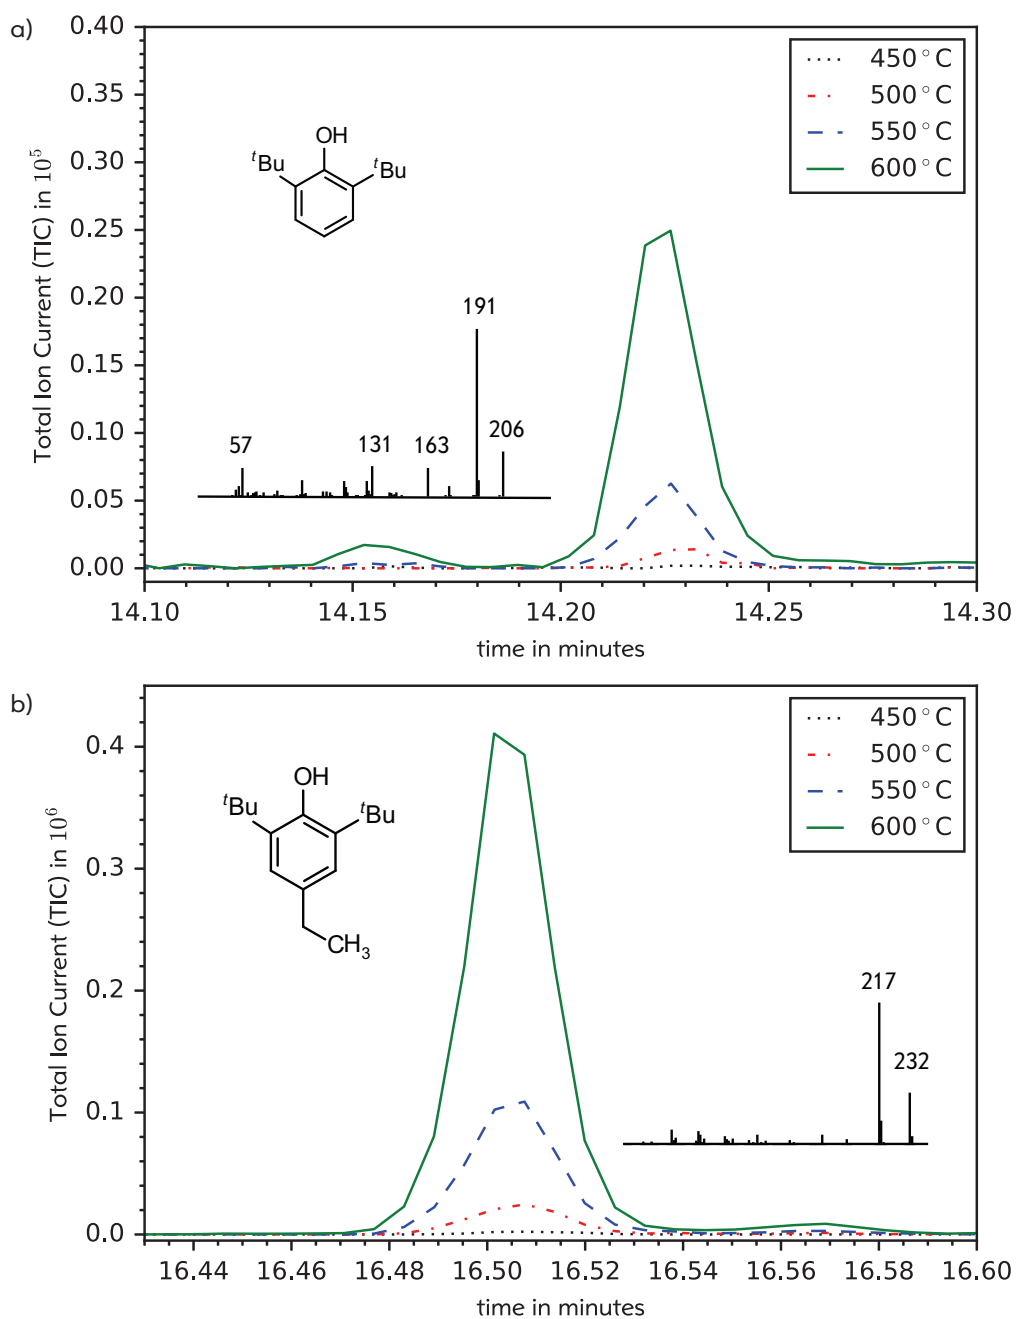 a)
0.40
0.35
0.30
0.25
0.20
0.15
0.10
0.05
0.00
Total Ion Current (TIC) in 10^5
450°C
500°C
550°C
600°C
OH
tBu
tBu
57
131
163
191
206
14.10
14.15
14.20
14.25
14.30
time in minutes
b)
0.4
0.3
0.2
0.1
0.0
Total Ion Current (TIC) in 10^6
450°C
500°C
550°C
600°C
OH
tBu
tBu
CH3
217
232
16.44
16.46
16.48
16.50
16.52
16.54
16.56
16.58
16.60
time in minutes